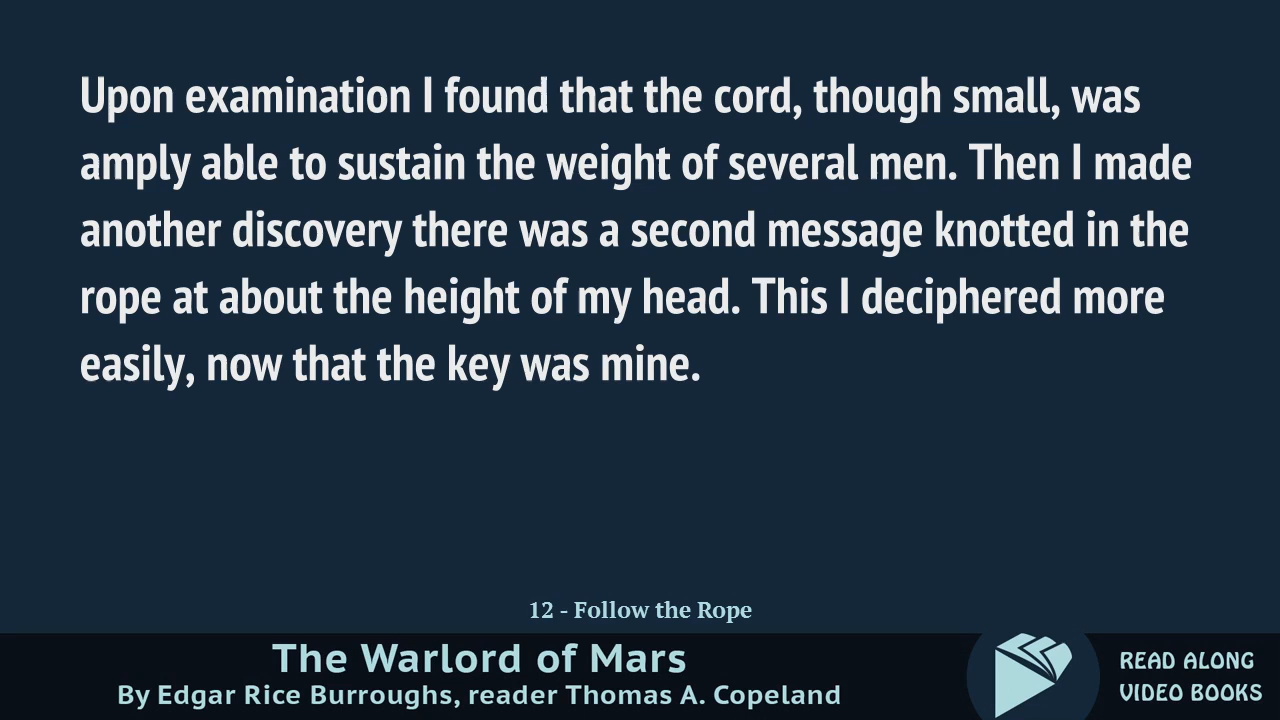 Upon examination I found that the cord, though small, was
amply able to sustain the weight of several men. Then I made
another discovery there was a second message knotted in the
rope at about the height of my head. This I deciphered more
easily, now that the key was mine.
12 - Follow the Rope
The Warlord of Mars
By Edgar Rice Burroughs, reader Thomas A. Copeland
READ ALONG
VIDEO BOOKS